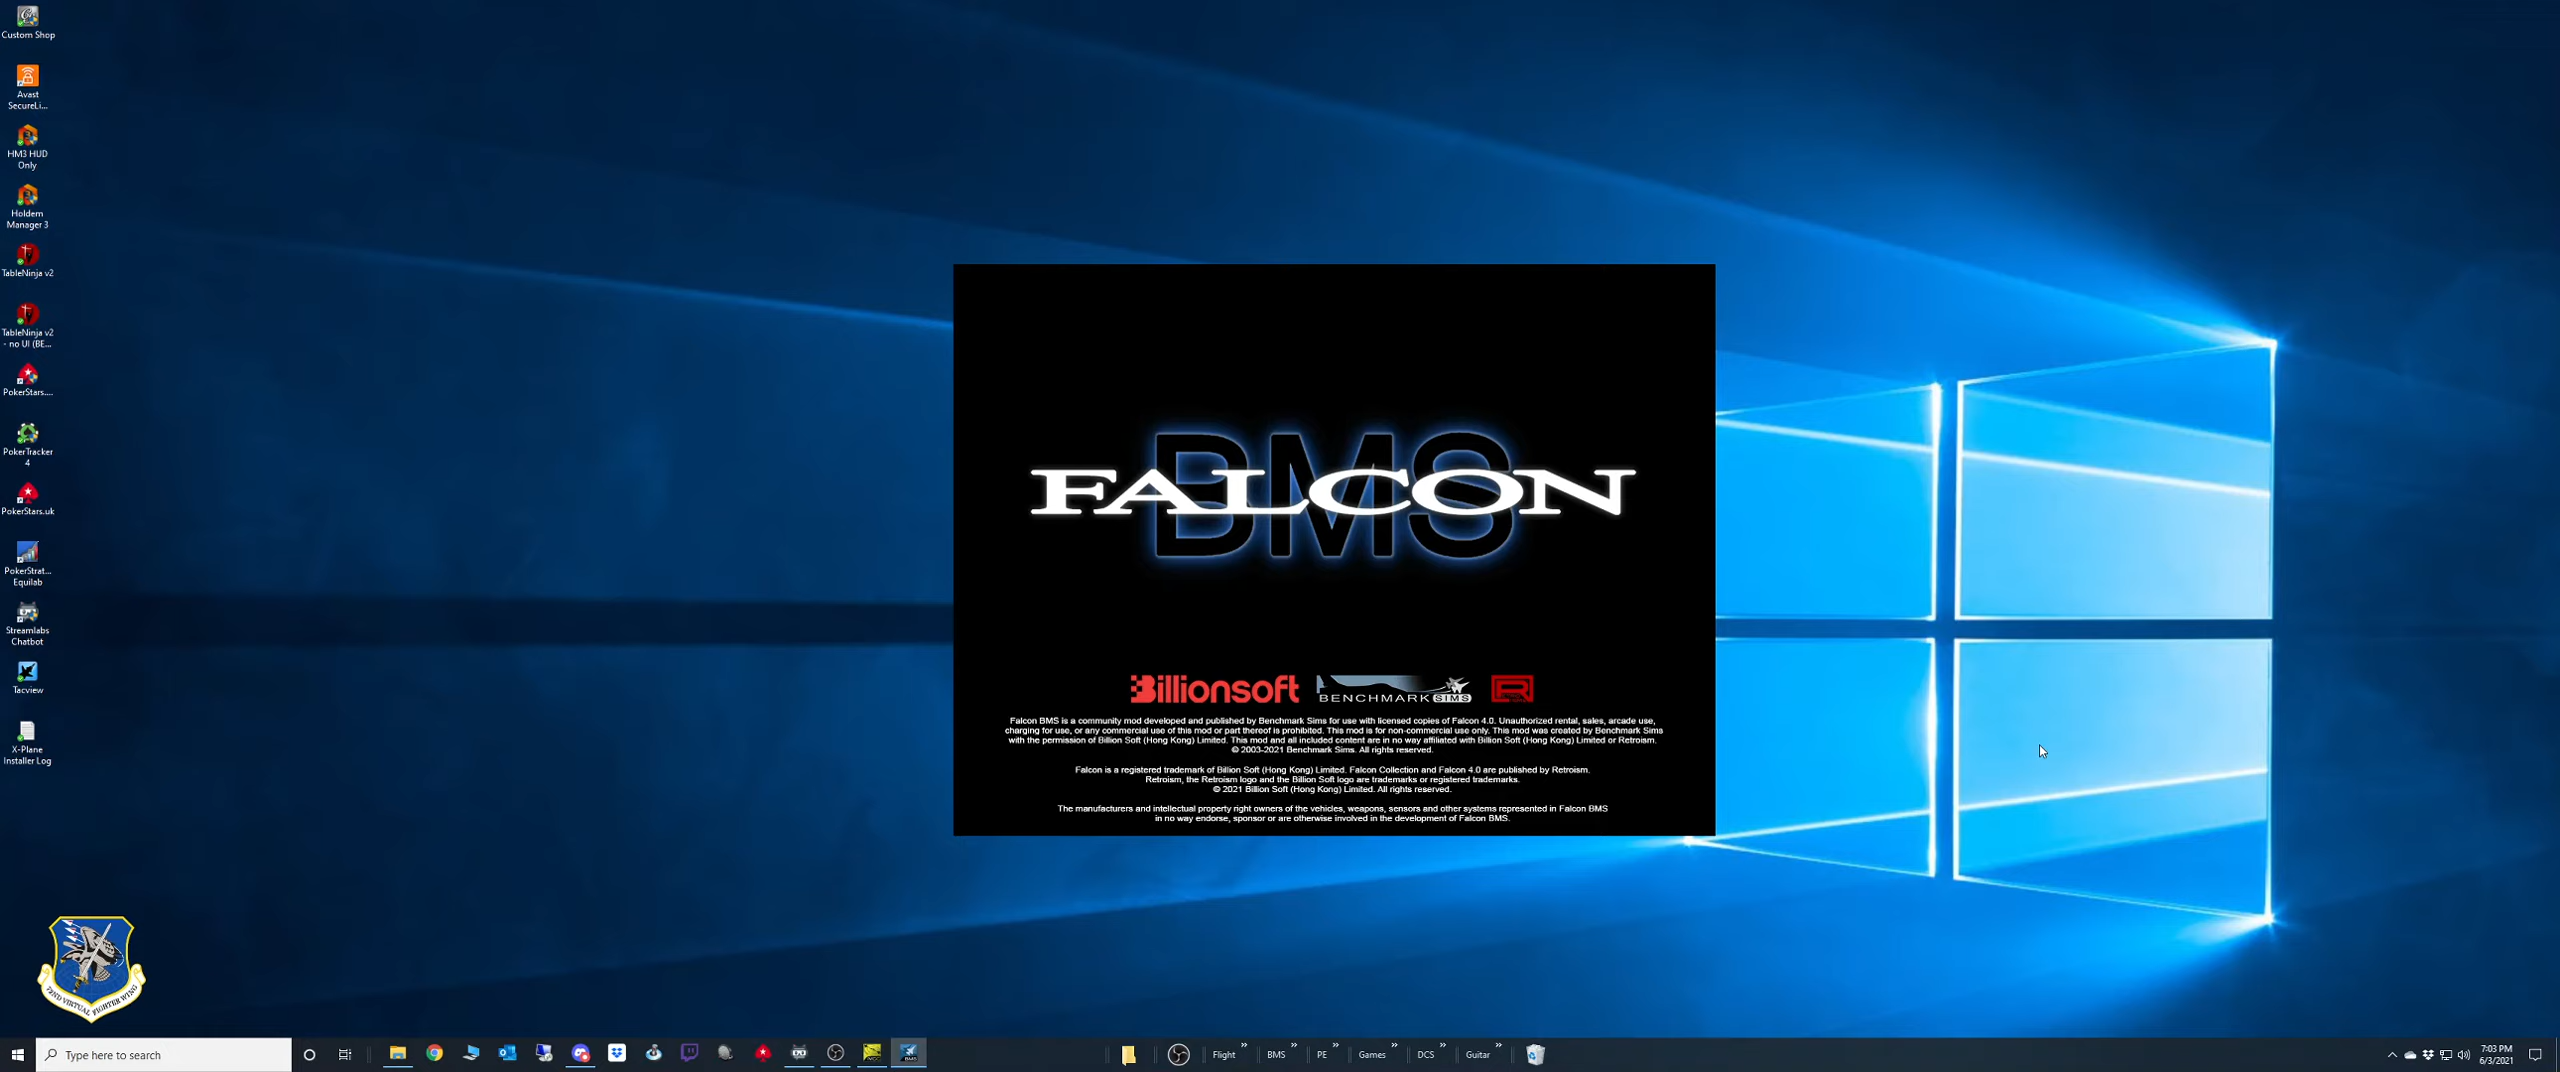 Custom Shop
Avast
SecureLi...
HM3 HUD
Only
Holdem
Manager 3
TableNinja v2
TableNinja v2
- no UI (BE...
PokerStars....
PokerTracker
4
PokerStars.uk
PokerStrat...
Equilab
Streamlabs
Chatbot
Tacview
X-Plane
Installer Log
BMS
FALCON
Billionsoft
BENCHMARK SIMS
Falcon BMS is a community mod developed and published by Benchmark Sims for use with licensed copies of Falcon 4.0. Unauthorized rental, sales, arcade use,
charging for use, or any commercial use of this mod or part thereof is prohibited. This mod is for non-commercial use only. This mod was created by Benchmark Sims
with the permission of Billion Soft (Hong Kong) Limited. This mod and all included content are in no way affiliated with Billion Soft (Hong Kong) Limited or Retroism.
© 2003-2021 Benchmark Sims. All rights reserved.
Falcon is a registered trademark of Billion Soft (Hong Kong) Limited. Falcon Collection and Falcon 4.0 are published by Retroism.
Retroism, the Retroism logo and the Billion Soft logo are trademarks or registered trademarks.
© 2021 Billion Soft (Hong Kong) Limited. All rights reserved.
The manufacturers and intellectual property right owners of the vehicles, weapons, sensors and other systems represented in Falcon BMS
in no way endorse, sponsor or are otherwise involved in the development of Falcon BMS.
72ND VIRTUAL FIGHTER WING
Type here to search
MCC
BMS
Flight
BMS
PE
Games
DCS
Guitar
7:03 PM
6/3/2021